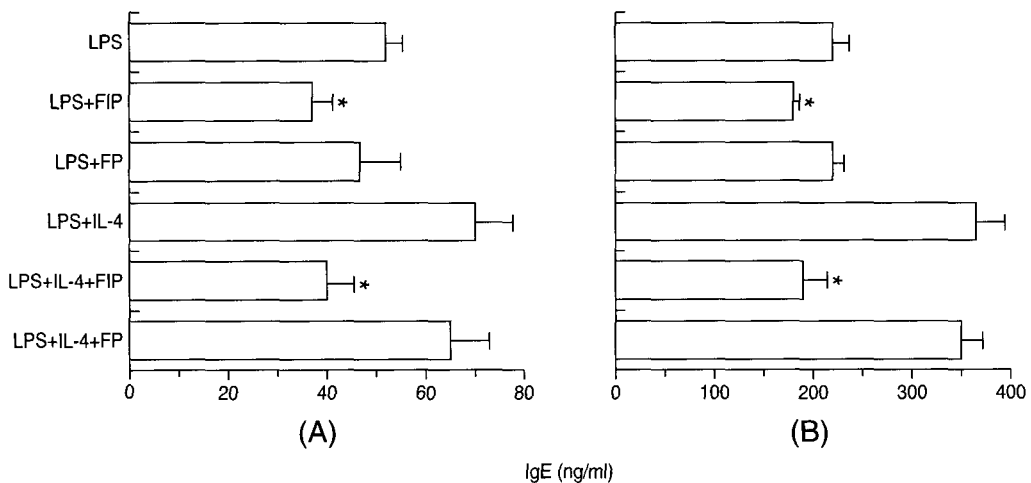 LPS
LPS+FIP
LPS+FP
LPS+IL-4
LPS+IL-4+FIP
LPS+IL-4+FP
*
*
*
*
0 20 40 60 80
0 100 200 300 400
(A) (B)
IgE (ng/ml)